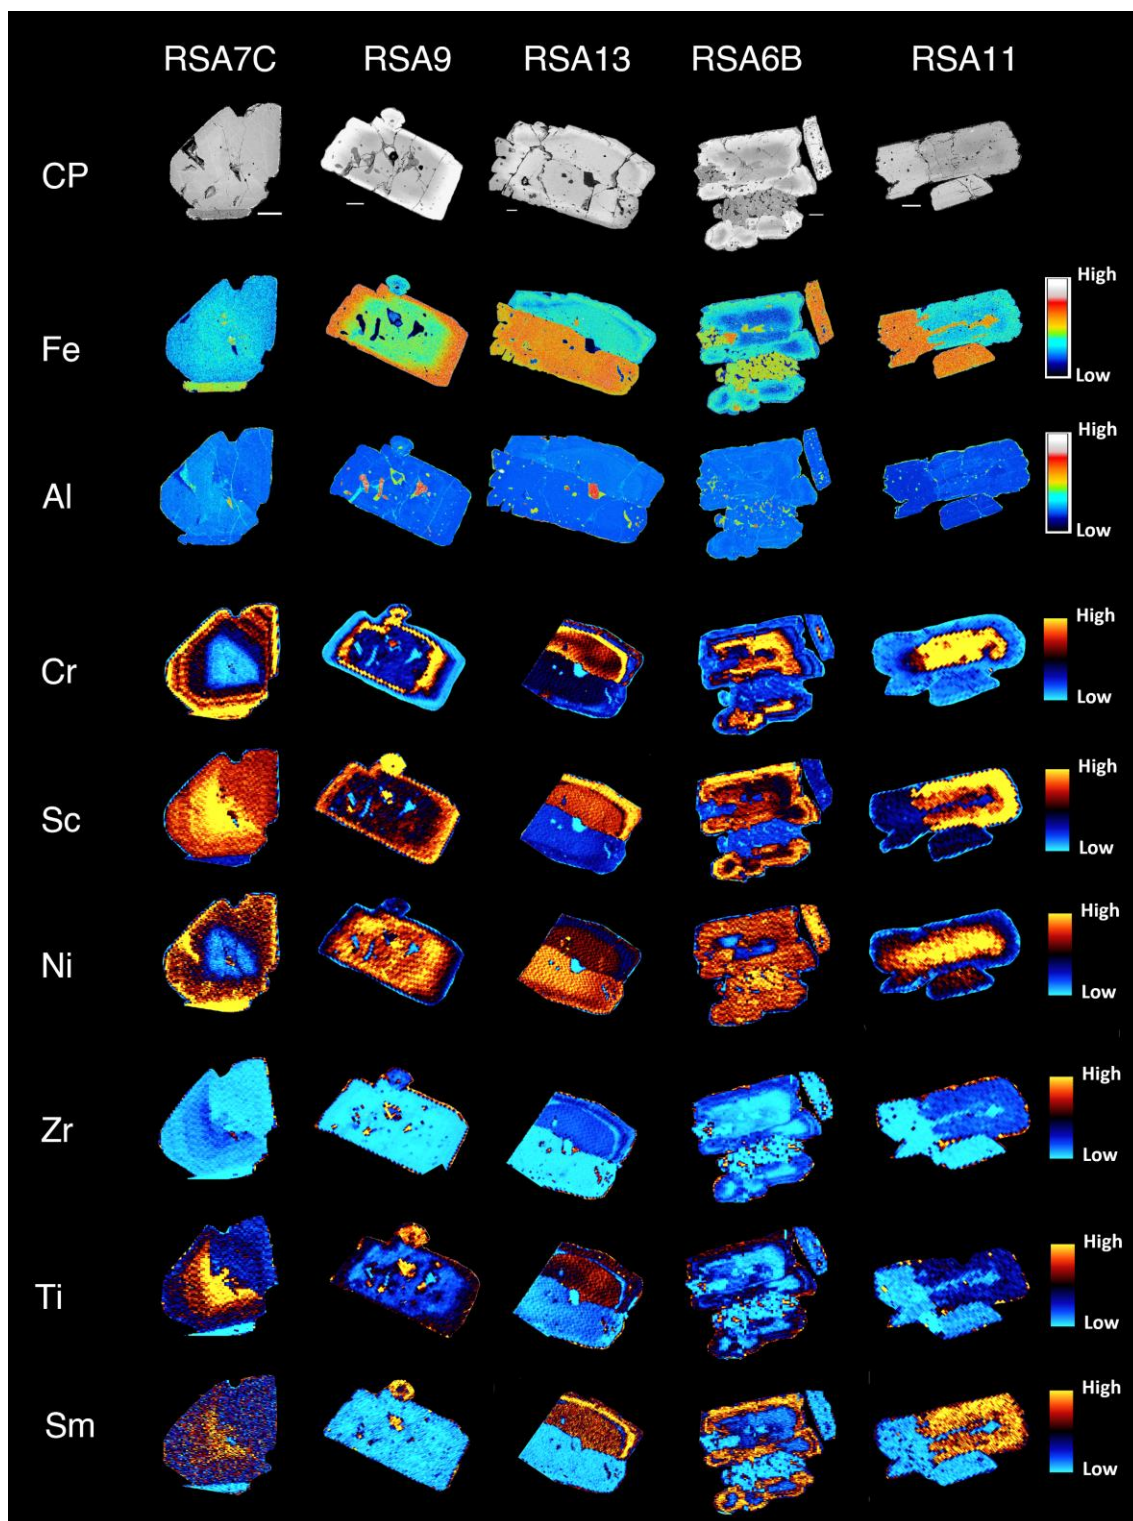 RSA7C RSA9 RSA13 RSA6B RSA11
CP
High
Fe
Low
High
Al
Low
High
Cr
Low
High
Sc
Low
High
Ni
Low
High
Zr
Low
High
Ti
Low
High
Sm
Low